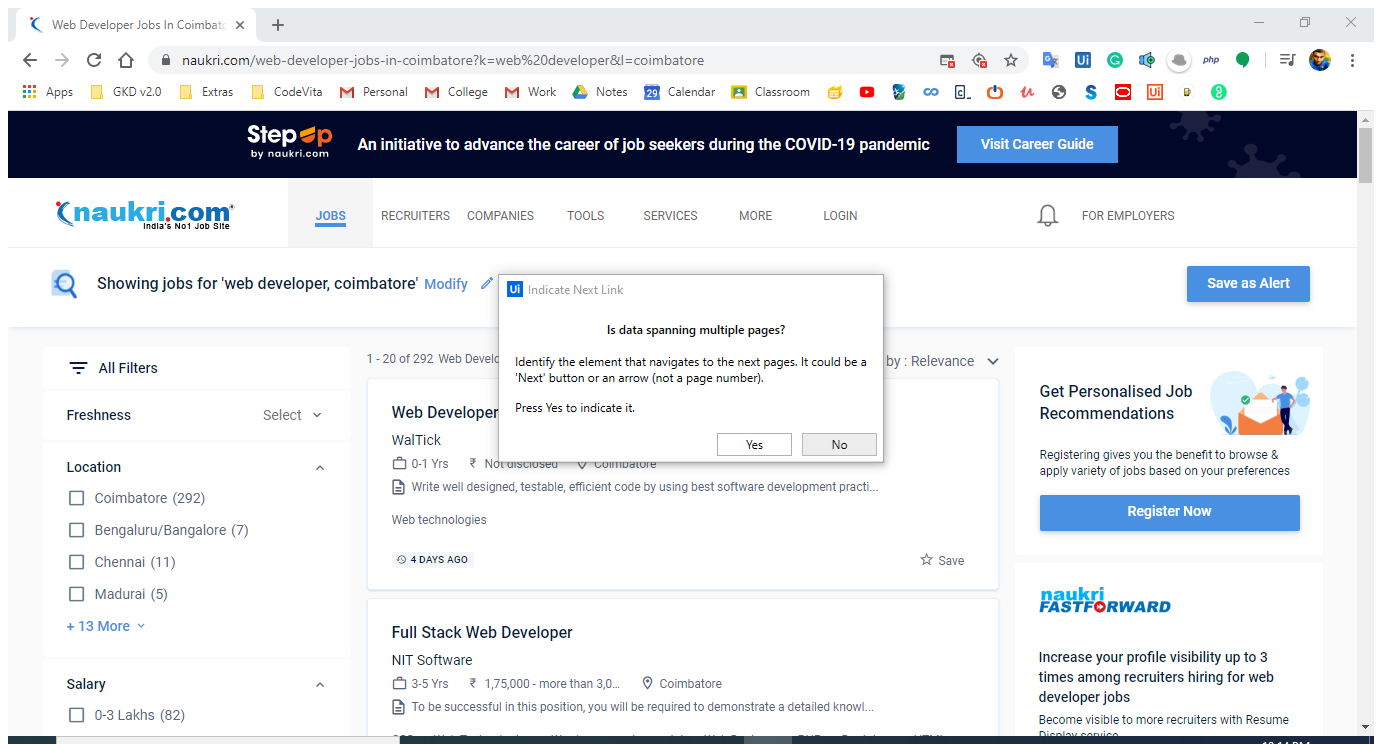 Web Developer Jobs In Coimbato
naukri.com/web-developer-jobs-in-coimbatore?k=web%20developer&l=coimbatore
Apps GKD v2.0 Extras CodeVita Personal College Work Notes Calendar Classroom
StepUp
by naukri.com
An initiative to advance the career of job seekers during the COVID-19 pandemic
Visit Career Guide
naukri.com
India's No1 Job Site
JOBS RECRUITERS COMPANIES TOOLS SERVICES MORE LOGIN FOR EMPLOYERS
Showing jobs for 'web developer, coimbatore' Modify
Save as Alert
Ui Indicate Next Link
Is data spanning multiple pages?
Identify the element that navigates to the next pages. It could be a
'Next' button or an arrow (not a page number).
Press Yes to indicate it.
Yes No
All Filters
Freshness Select
Location
Coimbatore (292)
Bengaluru/Bangalore (7)
Chennai (11)
Madurai (5)
+ 13 More
Salary
0-3 Lakhs (82)
1 - 20 of 292 Web Develo
by : Relevance
Web Developer
WalTick
0-1 Yrs ₹ Not disclosed Coimbatore
Write well designed, testable, efficient code by using best software development practi...
Web technologies
4 DAYS AGO
Save
Full Stack Web Developer
NIT Software
3-5 Yrs ₹ 1,75,000 - more than 3,0... Coimbatore
To be successful in this position, you will be required to demonstrate a detailed knowl...
Get Personalised Job
Recommendations
Registering gives you the benefit to browse &
apply variety of jobs based on your preferences
Register Now
naukri
FASTFORWARD
Increase your profile visibility up to 3
times among recruiters hiring for web
developer jobs
Become visible to more recruiters with Resume
Display service